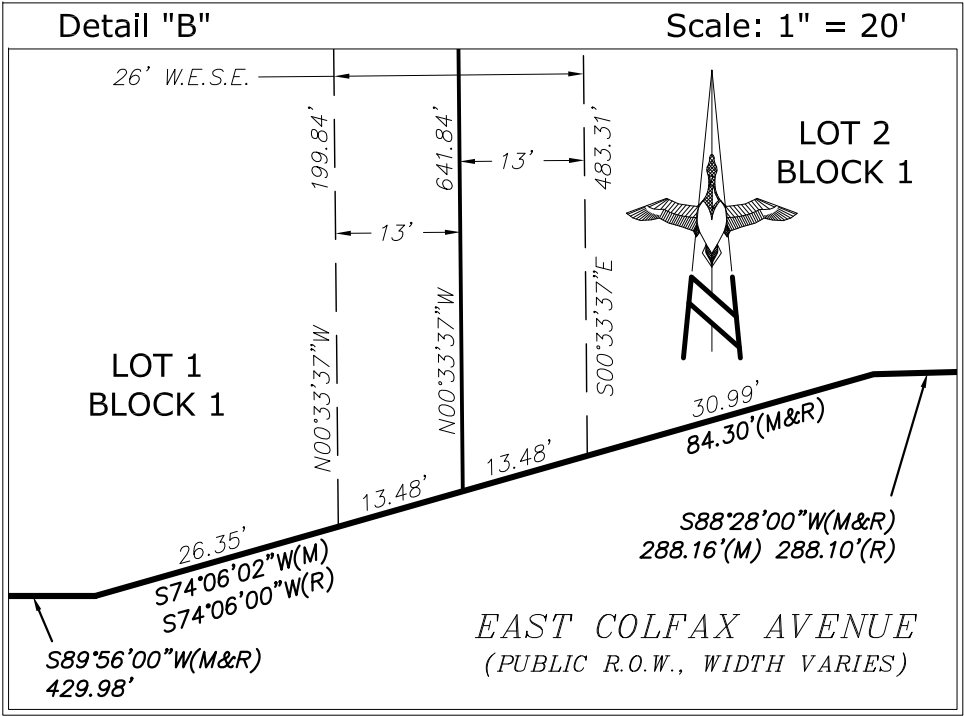 Detail "B"
Scale: 1" = 20'
26' W.E.S.E.
199.84'
641.84'
483.31'
13'
13'
LOT 2
BLOCK 1
N00°33'37"W
N00°33'37"W
S00°33'37"E
LOT 1
BLOCK 1
30.99'
84.30'(M&R)
13.48'
13.48'
26.35'
S74°06'02"W(M)
S74°06'00"W(R)
S88°28'00"W(M&R)
288.16'(M) 288.10'(R)
S89°56'00"W(M&R)
429.98'
EAST COLFAX AVENUE
(PUBLIC R.O.W., WIDTH VARIES)